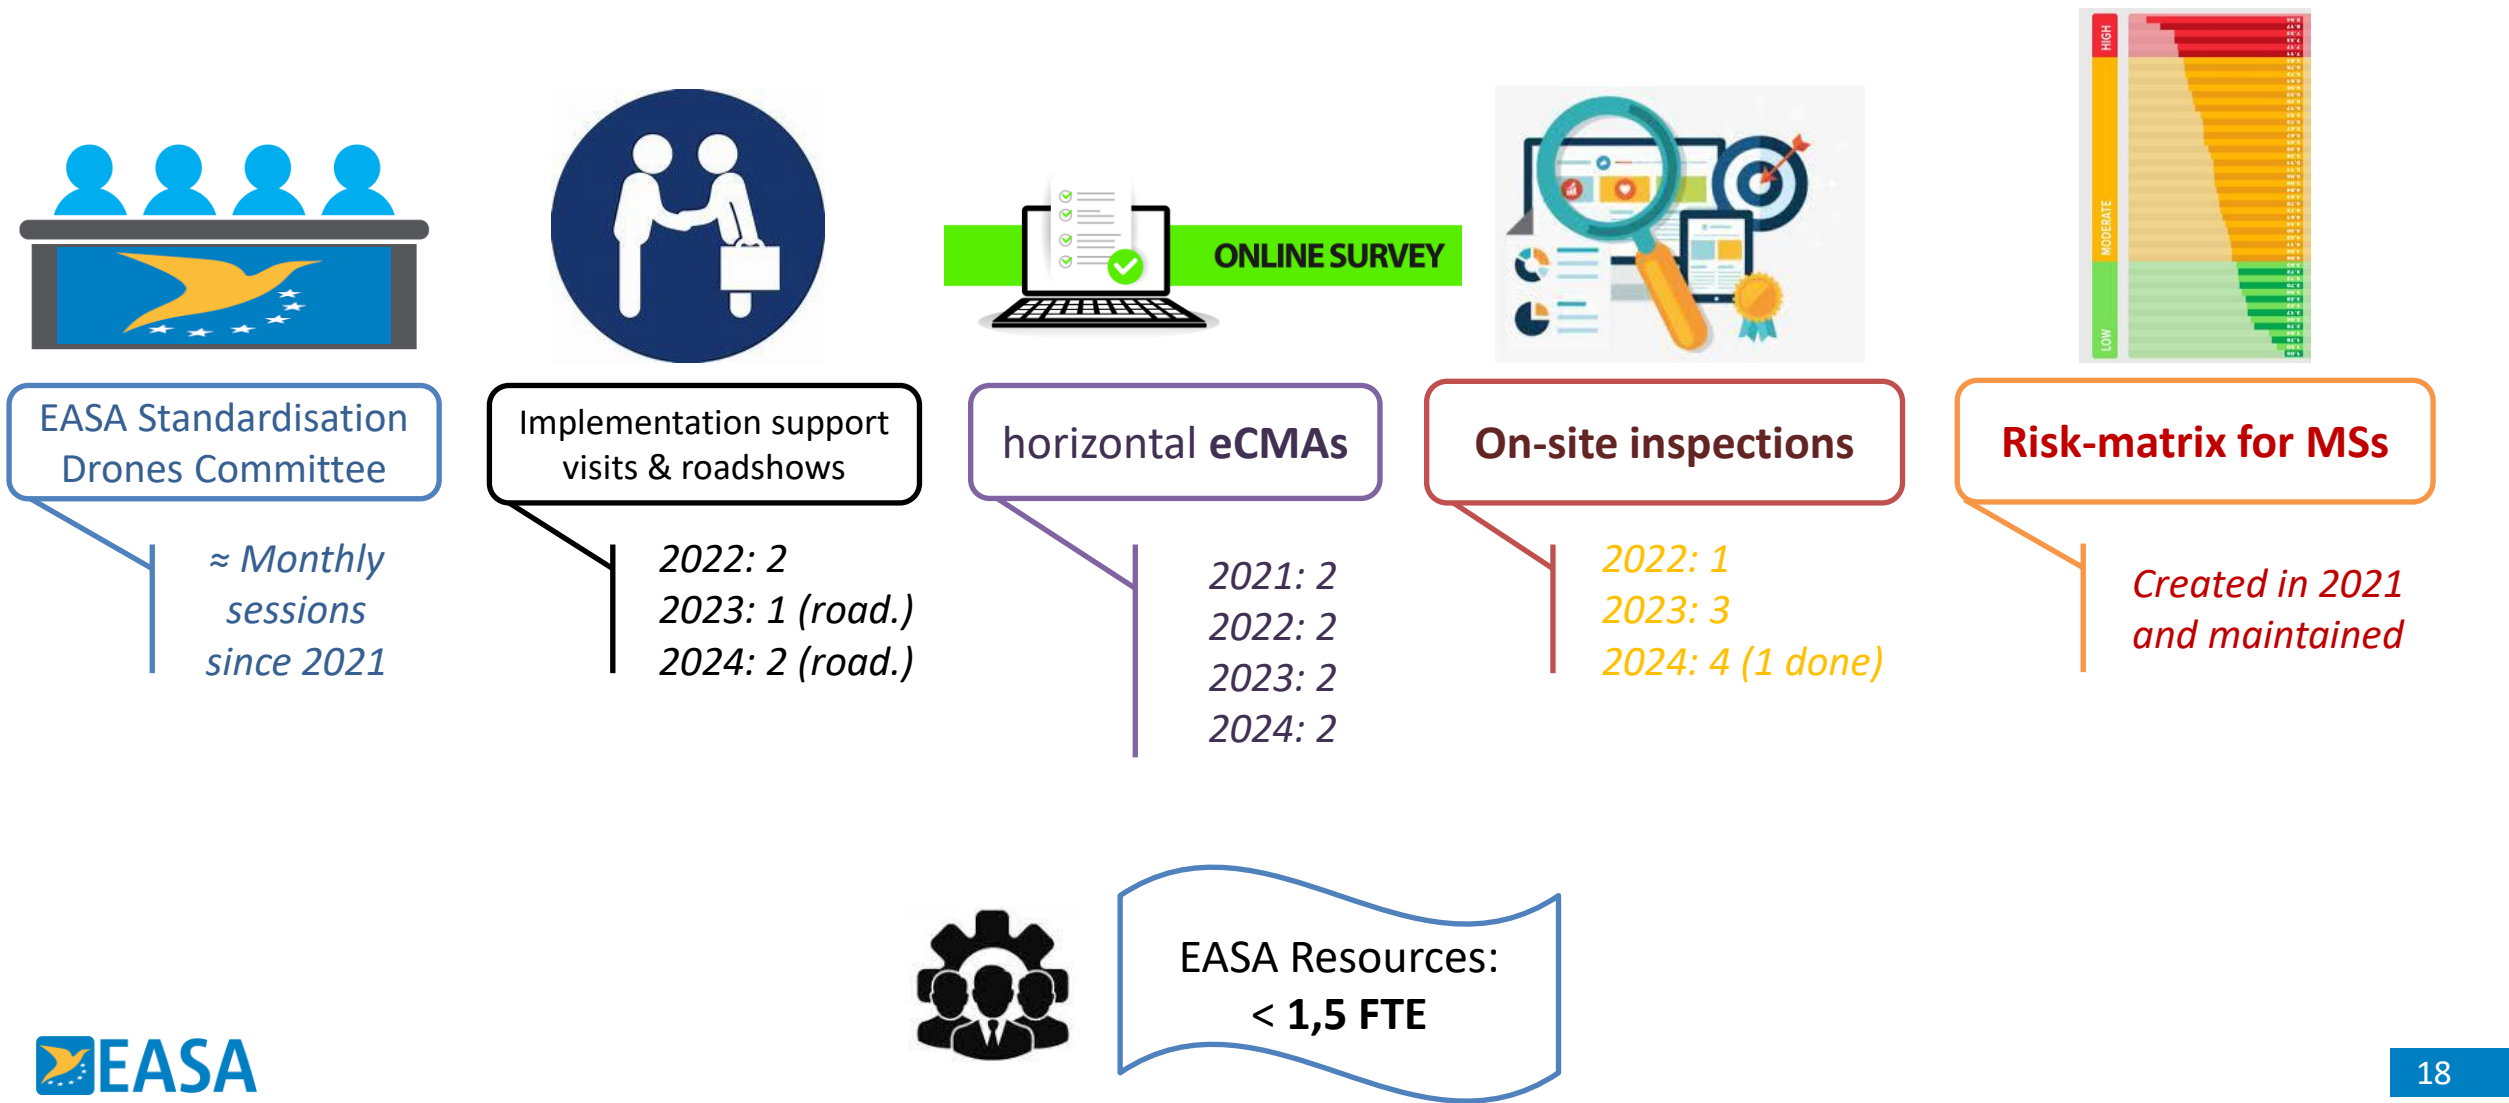 HIGH
MODERATE
LOW
ONLINE SURVEY
EASA Standardisation
Drones Committee
≈ Monthly
sessions
since 2021
Implementation support
visits & roadshows
2022: 2
2023: 1 (road.)
2024: 2 (road.)
horizontal eCMAs
2021: 2
2022: 2
2023: 2
2024: 2
On-site inspections
2022: 1
2023: 3
2024: 4 (1 done)
Risk-matrix for MSs
Created in 2021
and maintained
EASA Resources:
< 1,5 FTE
EASA
18